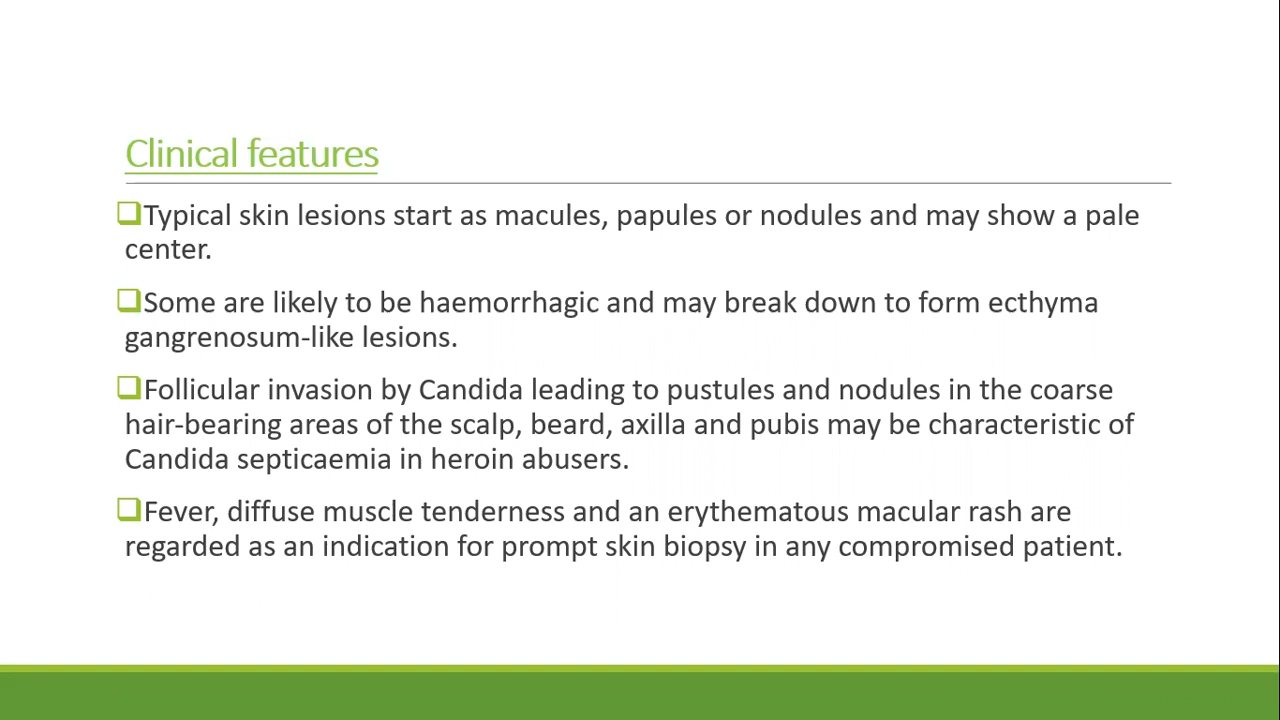 Clinical features
Typical skin lesions start as macules, papules or nodules and may show a pale
center.
Some are likely to be haemorrhagic and may break down to form ecthyma
gangrenosum-like lesions.
Follicular invasion by Candida leading to pustules and nodules in the coarse
hair-bearing areas of the scalp, beard, axilla and pubis may be characteristic of
Candida septicaemia in heroin abusers.
Fever, diffuse muscle tenderness and an erythematous macular rash are
regarded as an indication for prompt skin biopsy in any compromised patient.